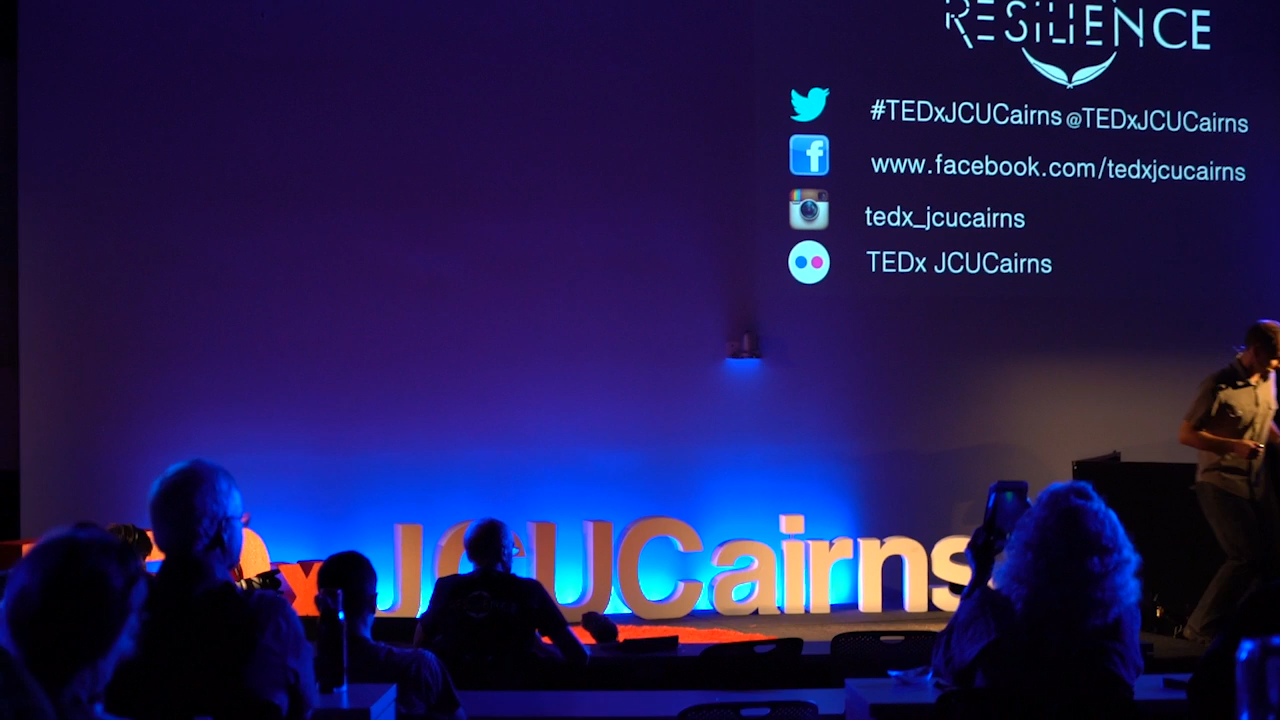 RESILIENCE
#TEDxJCUCairns @TEDxJCUCairns
www.facebook.com/tedxjcucairns
tedx_jcucairns
TEDx JCUCairns
x JCUCairns